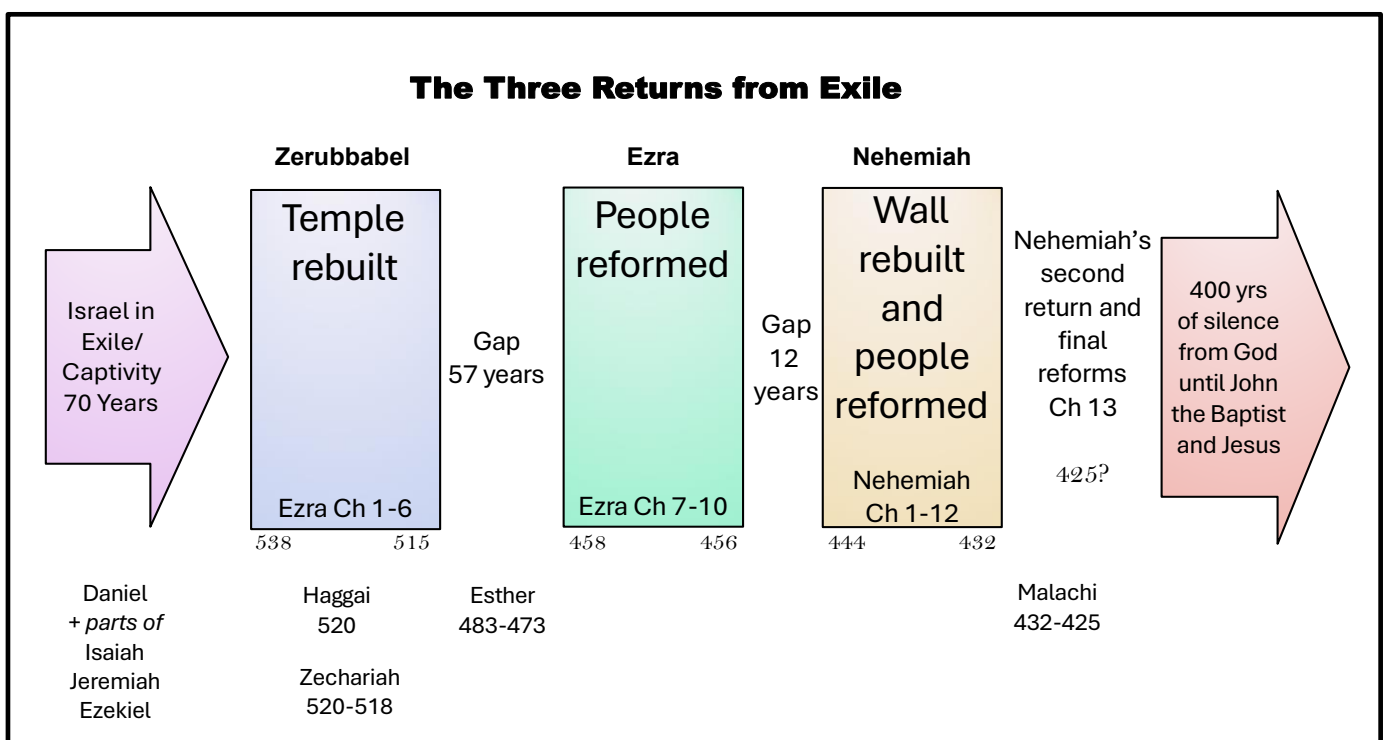 The Three Returns from Exile
Zerubbabel
Ezra
Nehemiah
Israel in
Exile/
Captivity
70 Years
Temple
rebuilt
Ezra Ch 1-6
538
515
Gap
57 years
People
reformed
Ezra Ch 7-10
458
456
Gap
12
years
Wall
rebuilt
and
people
reformed
Nehemiah
Ch 1-12
444
432
Nehemiah’s
second
return and
final
reforms
Ch 13
425?
400 yrs
of silence
from God
until John
the Baptist
and Jesus
Daniel
+ parts of
Isaiah
Jeremiah
Ezekiel
Haggai
520
Zechariah
520-518
Esther
483-473
Malachi
432-425